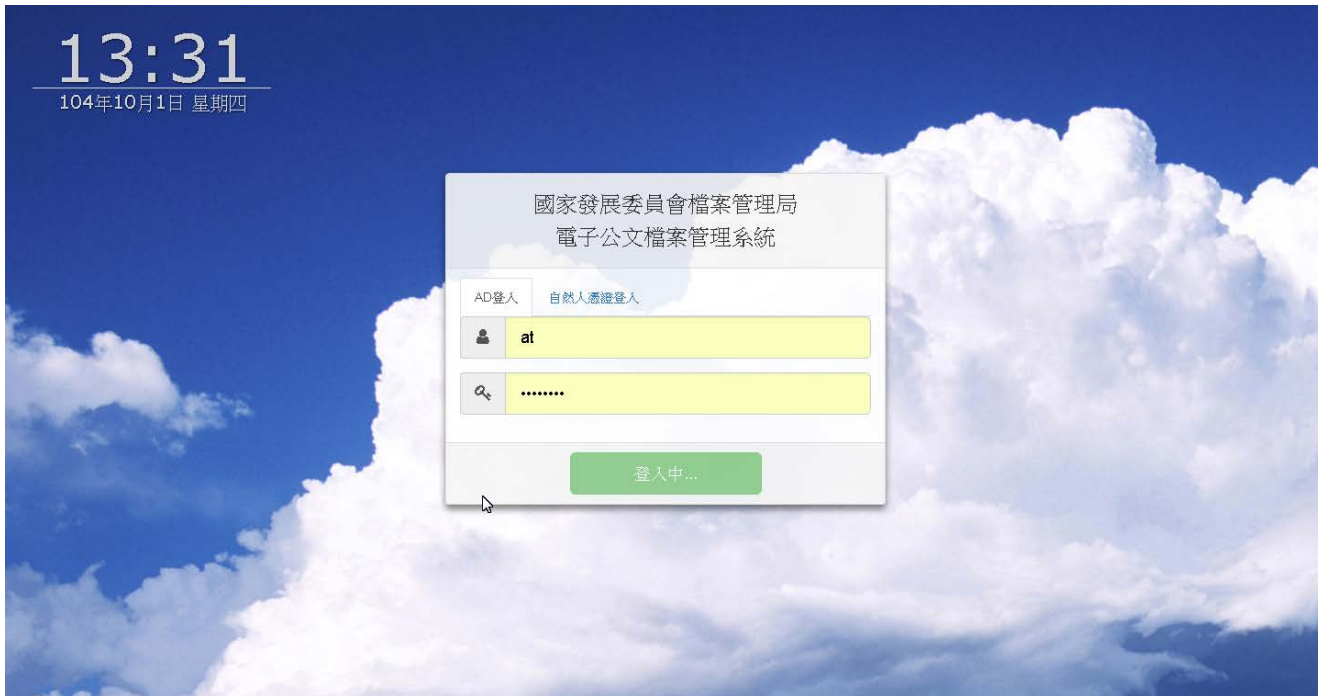 13:31
104年10月1日 星期四
國家發展委員會檔案管理局
電子公文檔案管理系統
AD登入 自然人憑證登入
at
••••••••
登入中...